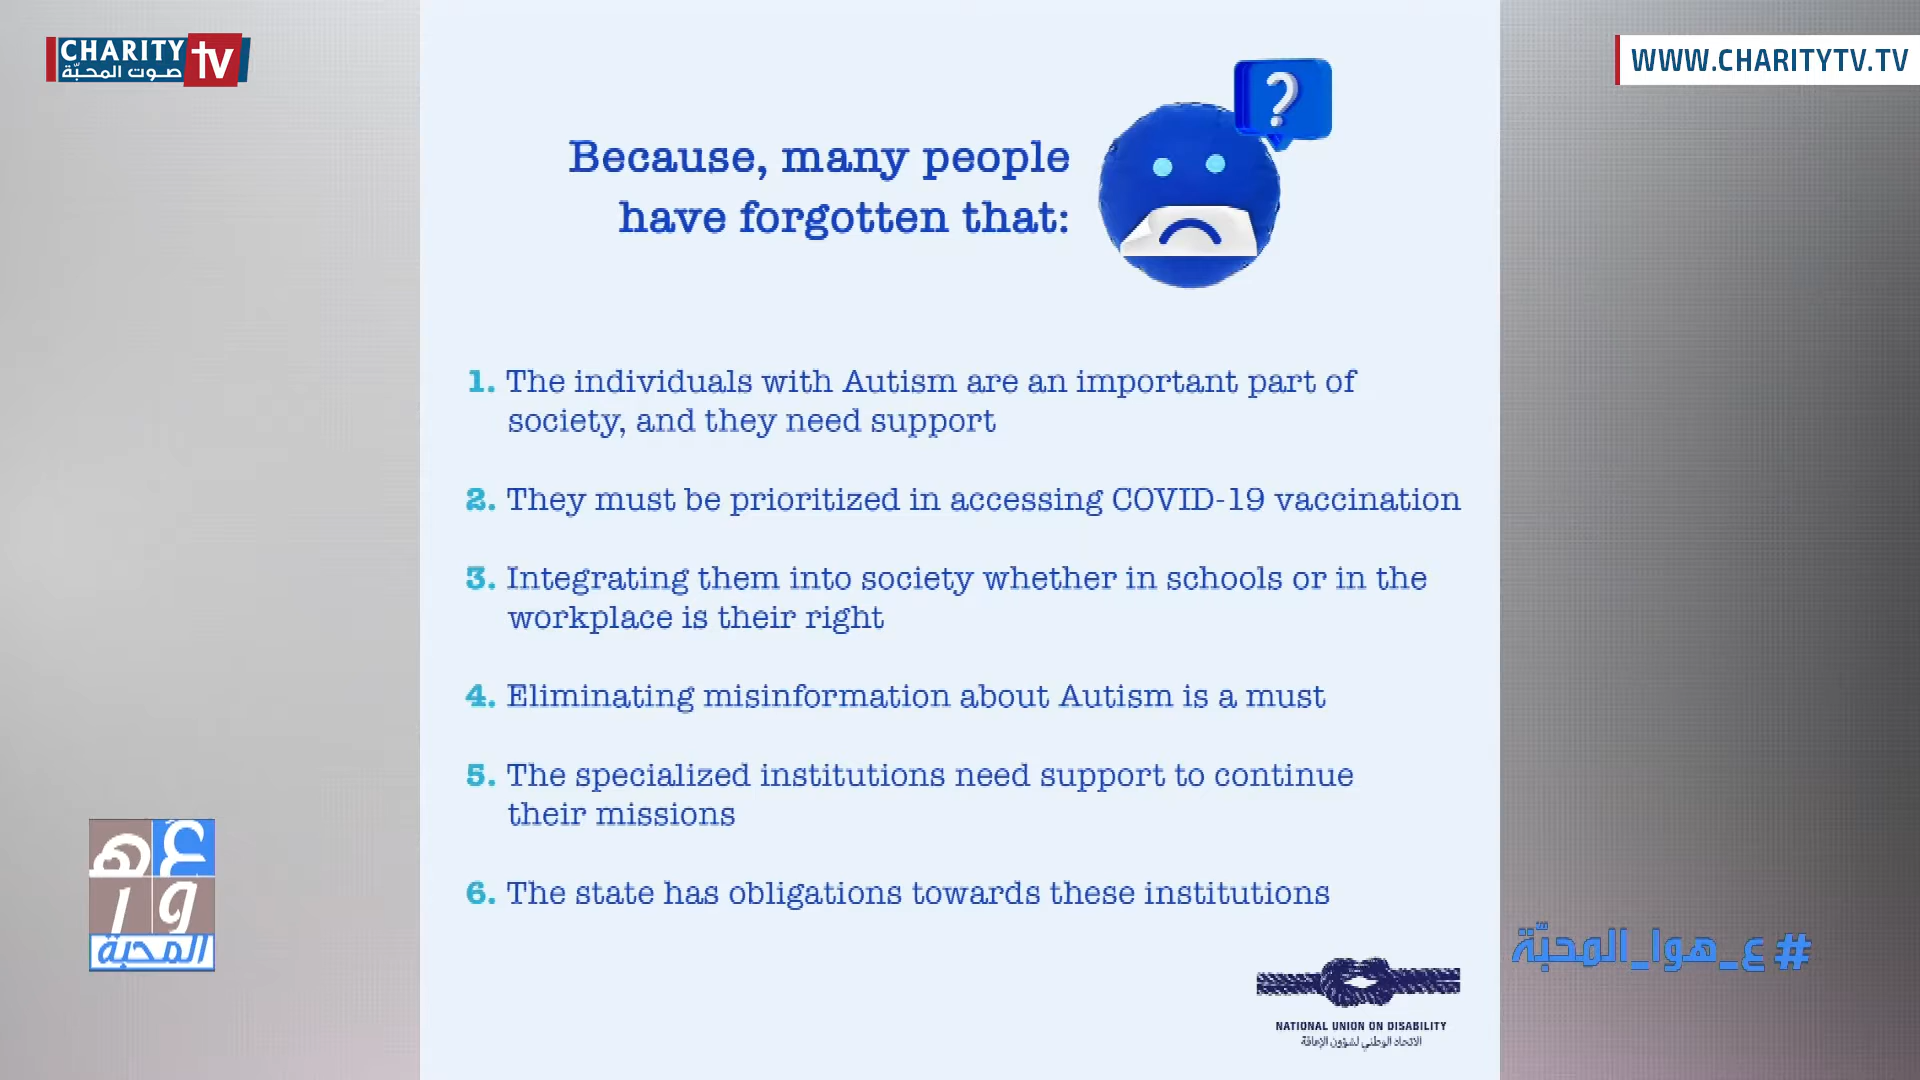 CHARITY tv
صوت المحبّة
WWW.CHARITYTV.TV
?
Because, many people
have forgotten that:
1. The individuals with Autism are an important part of
society, and they need support
2. They must be prioritized in accessing COVID-19 vaccination
3. Integrating them into society whether in schools or in the
workplace is their right
4. Eliminating misinformation about Autism is a must
5. The specialized institutions need support to continue
their missions
6. The state has obligations towards these institutions
ع هوا
المحبة
#ع_هوا_المحبّة
NATIONAL UNION ON DISABILITY
الاتحاد الوطني لشؤون الإعاقة